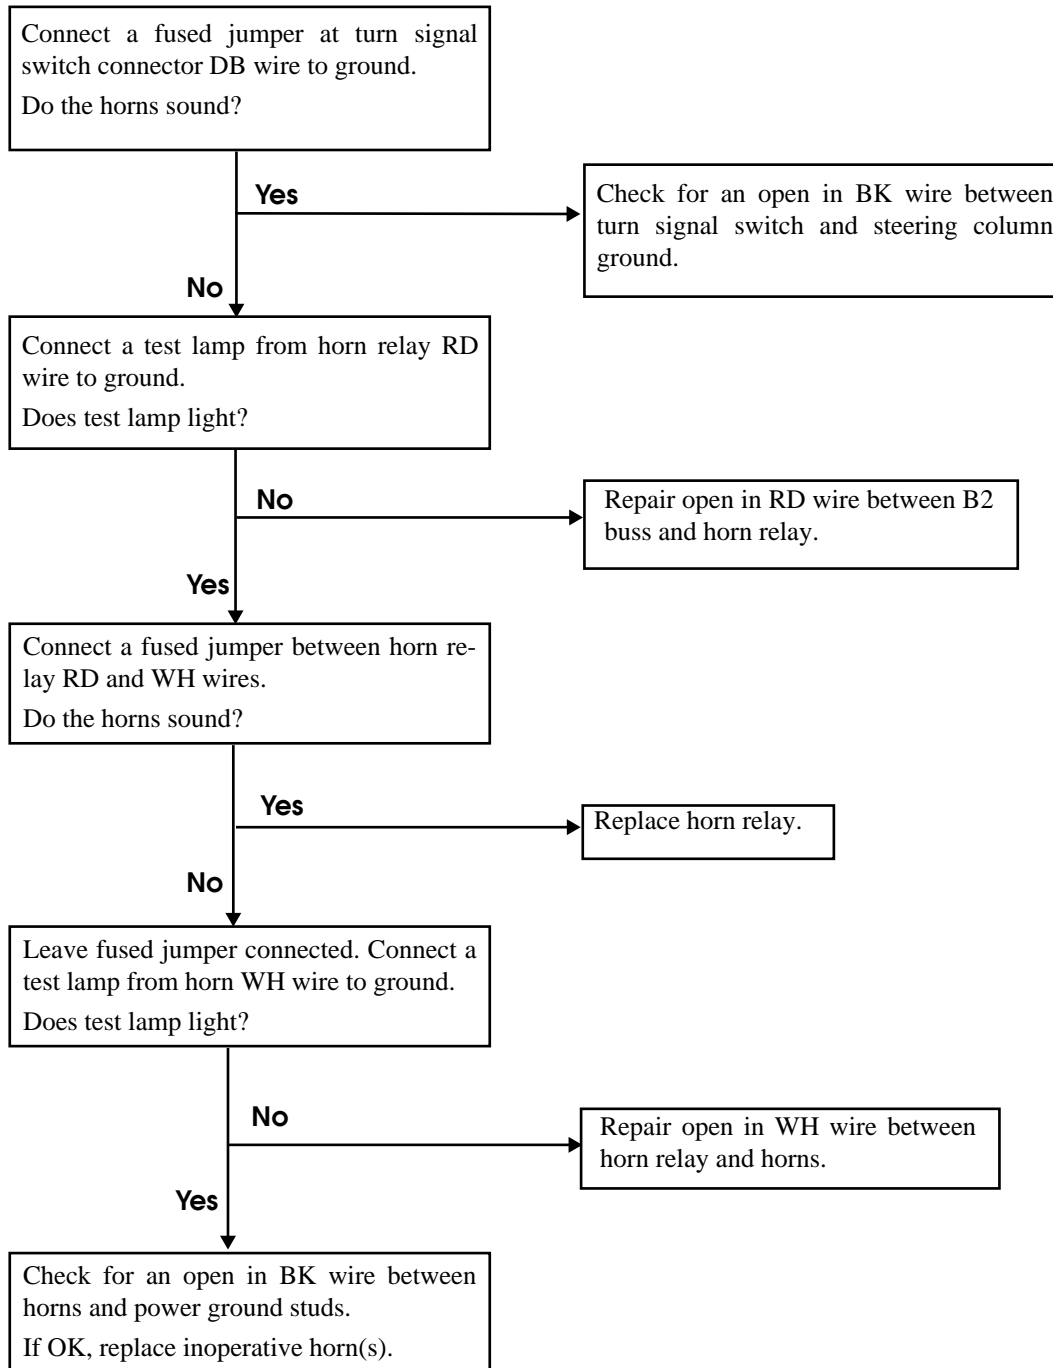 Connect a fused jumper at turn signal
switch connector DB wire to ground.
Do the horns sound?
Yes
Check for an open in BK wire between
turn signal switch and steering column
ground.
No
Connect a test lamp from horn relay RD
wire to ground.
Does test lamp light?
No
Repair open in RD wire between B2
buss and horn relay.
Yes
Connect a fused jumper between horn re-
lay RD and WH wires.
Do the horns sound?
Yes
Replace horn relay.
No
Leave fused jumper connected. Connect a
test lamp from horn WH wire to ground.
Does test lamp light?
No
Repair open in WH wire between
horn relay and horns.
Yes
Check for an open in BK wire between
horns and power ground studs.
If OK, replace inoperative horn(s).